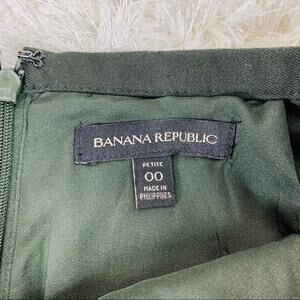 BANANA REPUBLIC
PETITE
00
MADE IN
PHILIPPINES